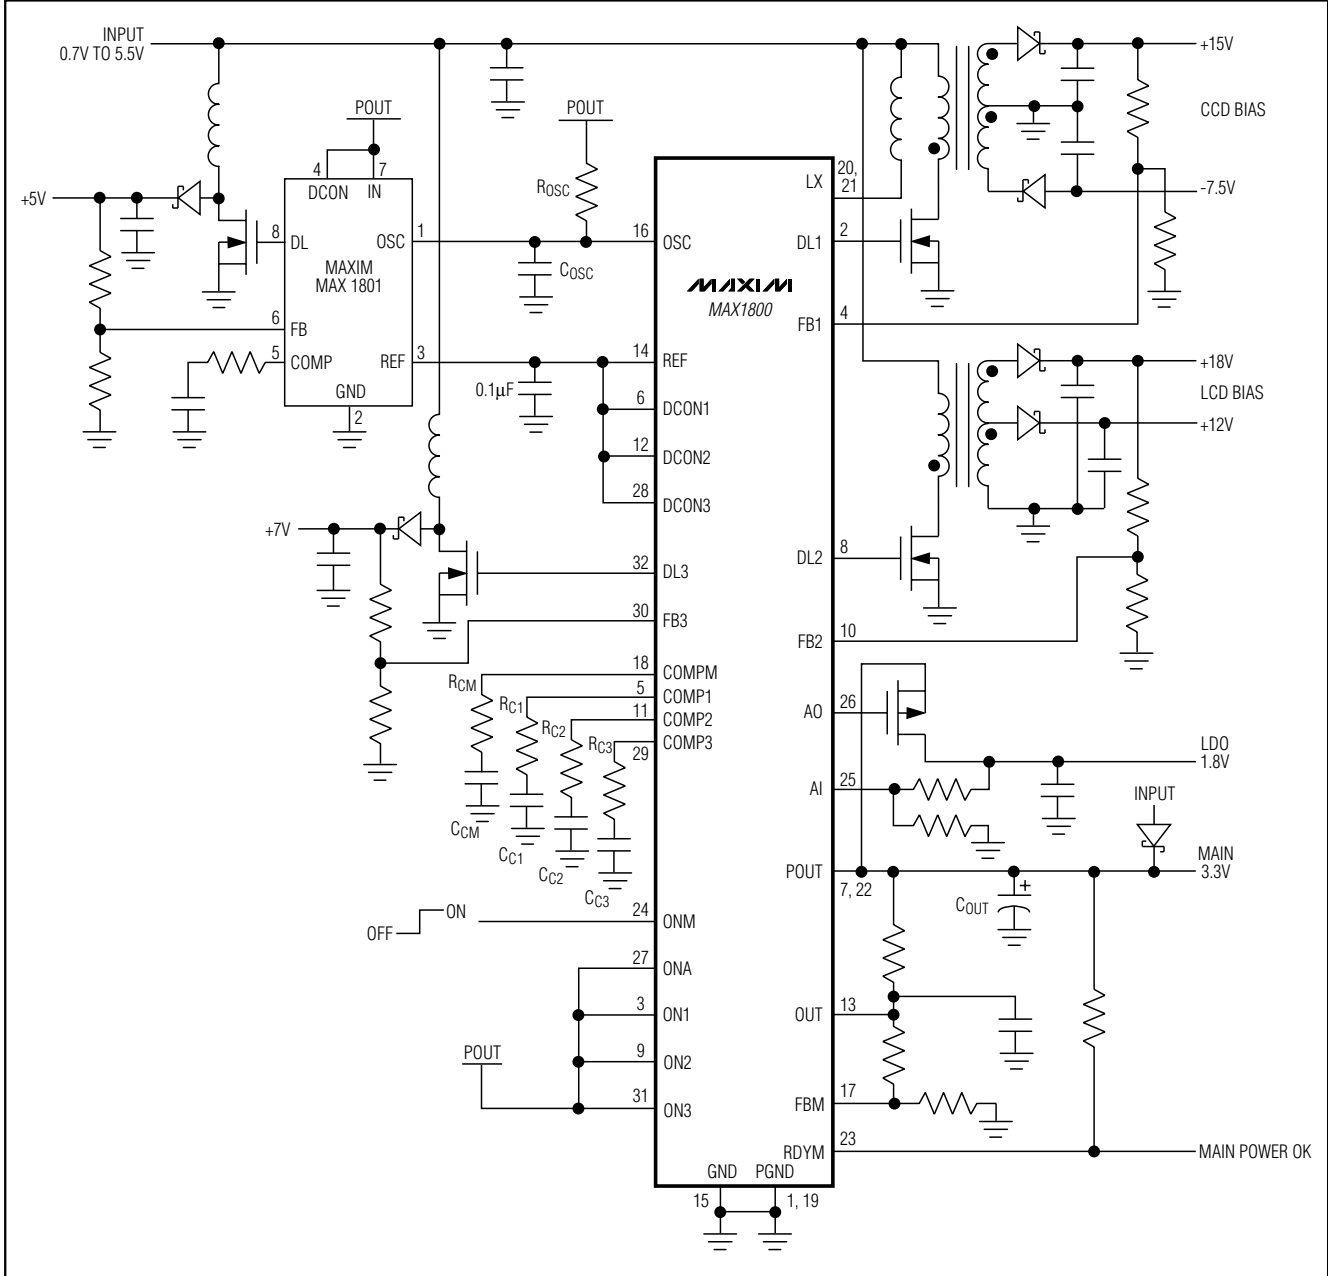 INPUT
0.7V TO 5.5V
+15V
CCD BIAS
-7.5V
POUT
POUT
4
7
DCON
IN
ROSC
+5V
8
DL
OSC
1
MAXIM
MAX 1801
COSC
6
FB
5
COMP
REF
3
GND
2
0.1µF
16
OSC
MAXIM
MAX1800
LX
20,
21
DL1
2
FB1
4
14
REF
6
DCON1
12
DCON2
28
DCON3
+18V
LCD BIAS
+12V
+7V
32
DL3
DL2
8
30
FB3
FB2
10
18
COMPM
RCM
5
COMP1
RC1
11
COMP2
RC2
COMP3
RC3
29
CCM
CC1
CC2
CC3
AO
26
LDO
1.8V
AI
25
INPUT
POUT
7, 22
MAIN
3.3V
+
COUT
OFF
ON
24
ONM
27
ONA
3
ON1
OUT
13
POUT
9
ON2
31
ON3
FBM
17
RDYM
23
MAIN POWER OK
GND
PGND
15
1, 19